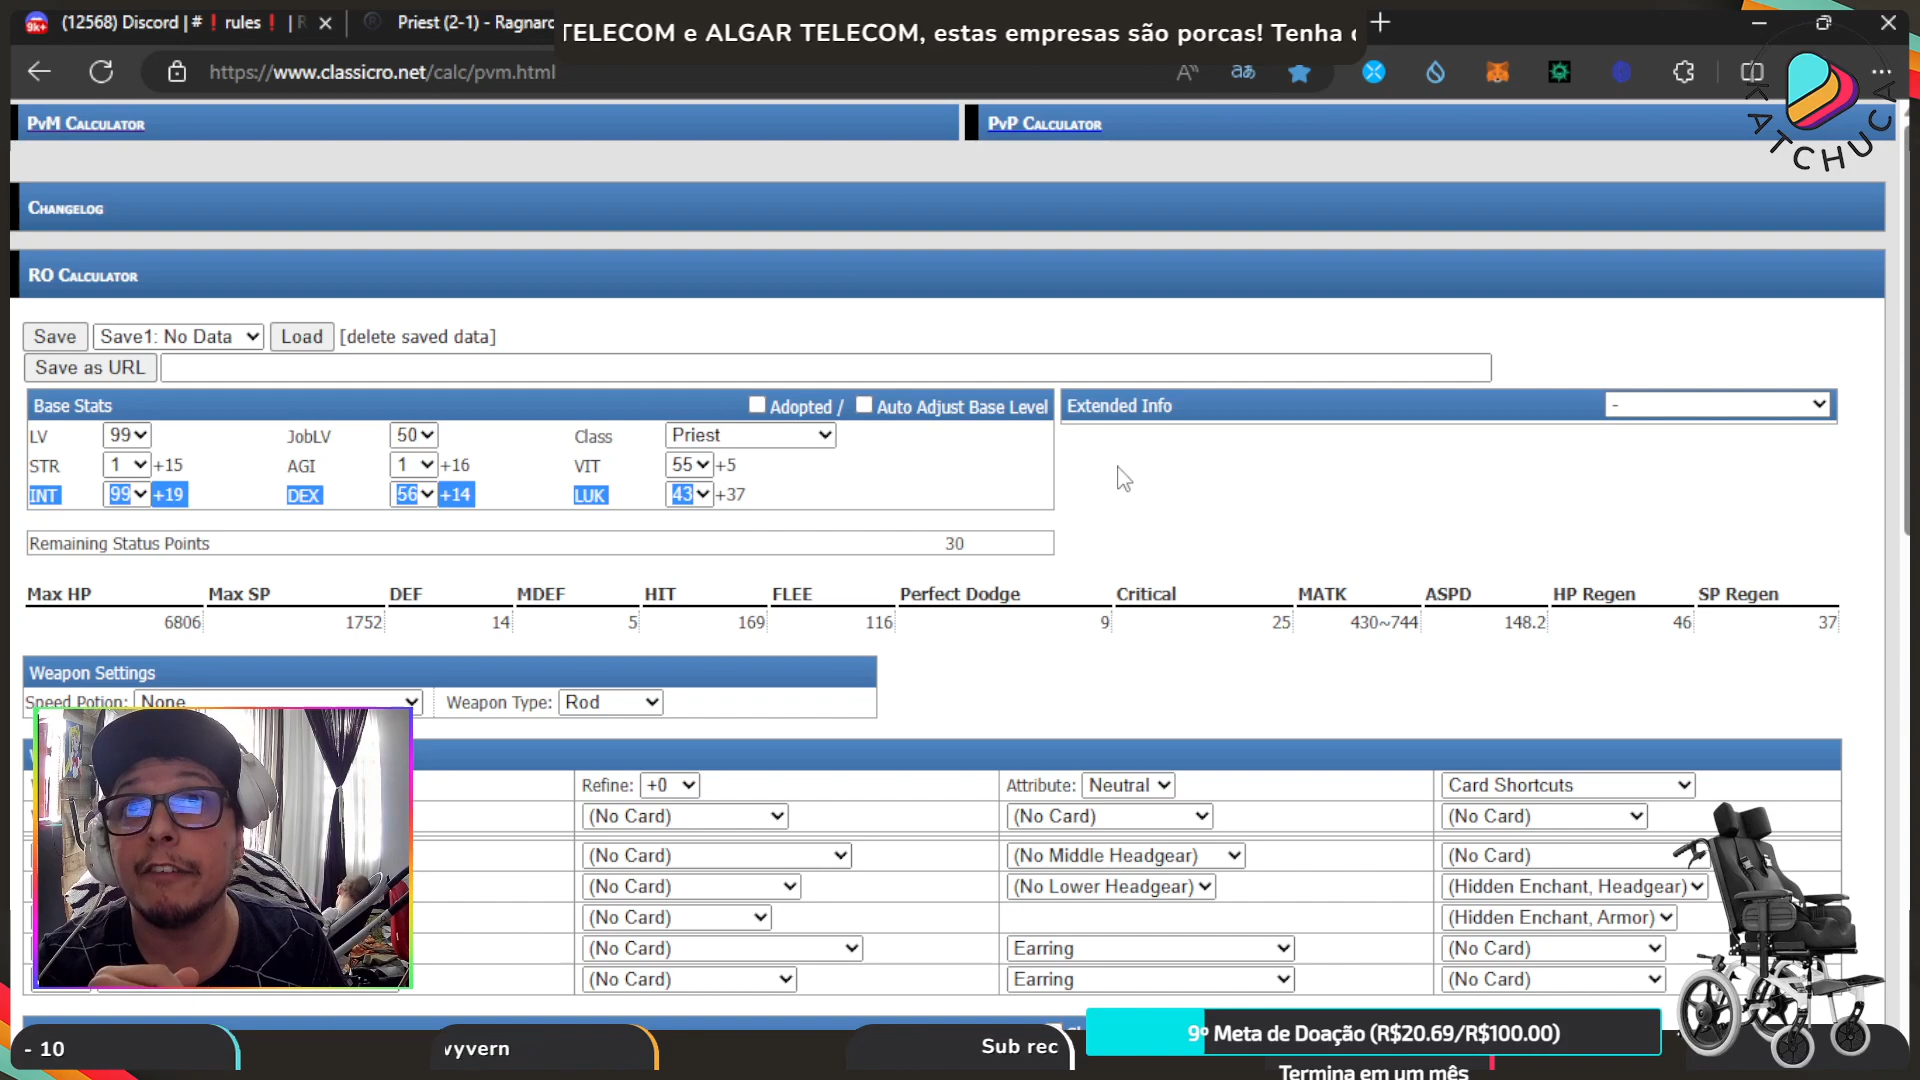 (12568) Discord | #❗rules❗ | R
Priest (2-1) - Ragnaro
TELECOM e ALGAR TELECOM, estas empresas são porcas! Tenha c
https://www.classicro.net/calc/pvm.html
KATCHUCA
PvM Calculator
PvP Calculator
Changelog
RO Calculator
Save
Save1: No Data
Load
[delete saved data]
Save as URL
Base Stats
Adopted /
Auto Adjust Base Level
Extended Info
-
LV 99 JobLV 50 Class Priest
STR 1 +15 AGI 1 +16 VIT 55 +5
INT 99 +19 DEX 56 +14 LUK 43 +37
Remaining Status Points 30
Max HP Max SP DEF MDEF HIT FLEE Perfect Dodge Critical MATK ASPD HP Regen SP Regen
6806 1752 14 5 169 116 9 25 430~744 148.2 46 37
Weapon Settings
Speed Potion: None Weapon Type: Rod
Refine: +0 Attribute: Neutral Card Shortcuts
(No Card) (No Card) (No Card)
(No Card) (No Middle Headgear) (No Card)
(No Card) (No Lower Headgear) (Hidden Enchant, Headgear)
(No Card) (Hidden Enchant, Armor)
(No Card) Earring (No Card)
(No Card) Earring (No Card)
- 10
vyvern
Sub rec
9º Meta de Doação (R$20.69/R$100.00)
Termina em um mês